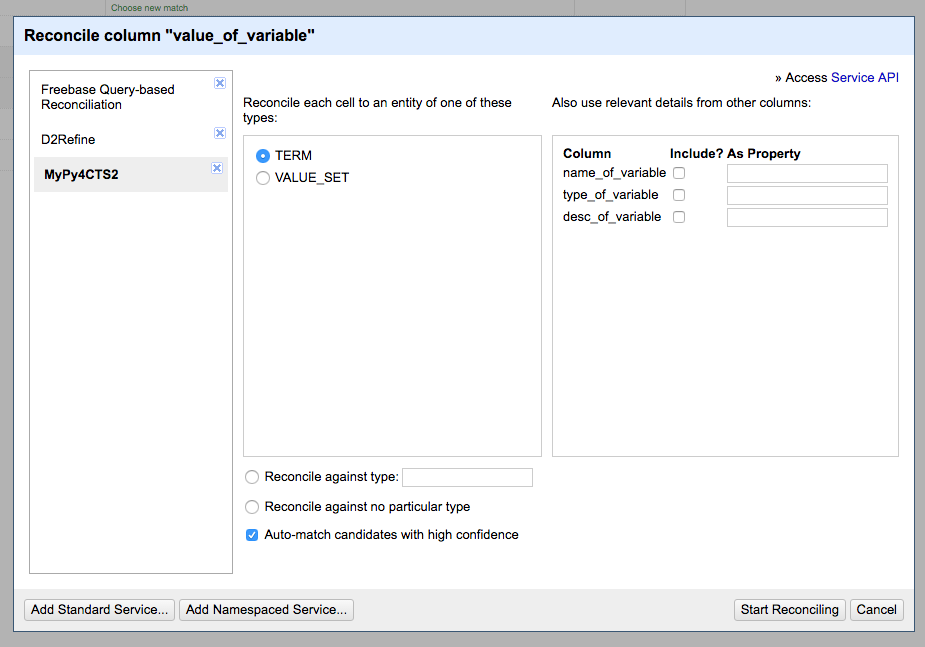 Choose new match
Reconcile column "value_of_variable"
Freebase Query-based
Reconciliation
D2Refine
MyPy4CTS2
» Access Service API
Reconcile each cell to an entity of one of these
types:
TERM
VALUE_SET
Also use relevant details from other columns:
Column Include? As Property
name_of_variable
type_of_variable
desc_of_variable
Reconcile against type:
Reconcile against no particular type
Auto-match candidates with high confidence
Add Standard Service... Add Namespaced Service... Start Reconciling Cancel